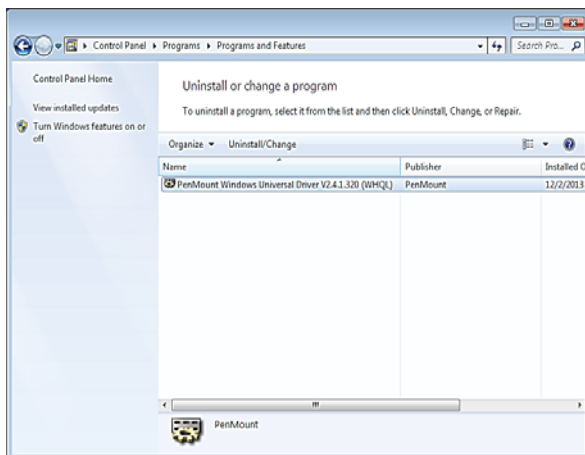 Control Panel ▸ Programs ▸ Programs and Features
Search Pro...
Control Panel Home
View installed updates
Turn Windows features on or
off
Uninstall or change a program
To uninstall a program, select it from the list and then click Uninstall, Change, or Repair.
Organize Uninstall/Change
Name Publisher Installed O
PenMount Windows Universal Driver V2.4.1.320 (WHQL) PenMount 12/2/2013
PenMount